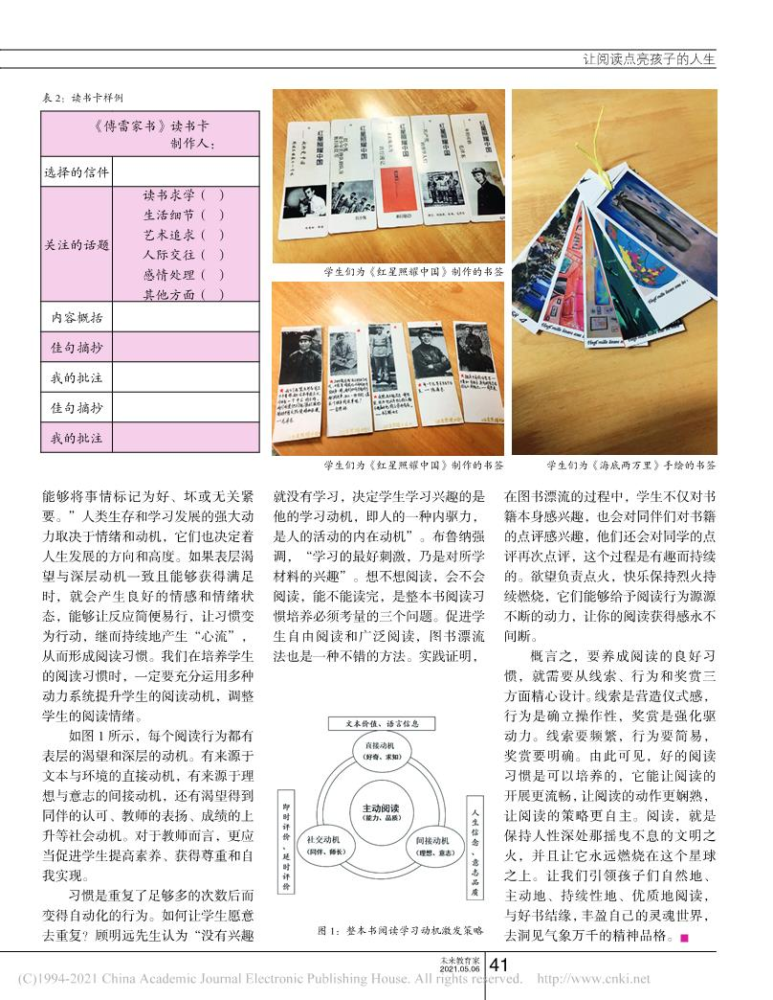 让阅读点亮孩子的人生
表2：读书卡样例
《傅雷家书》读书卡
制作人：
选择的信件
关注的话题
读书求学（ ）
生活细节（ ）
艺术追求（ ）
人际交往（ ）
感情处理（ ）
其他方面（ ）
内容概括
佳句摘抄
我的批注
佳句摘抄
我的批注
红星照耀中国
红星照耀中国
红星照耀中国
红星照耀中国
学生们为《红星照耀中国》制作的书签
学生们为《红星照耀中国》制作的书签
学生们为《海底两万里》手绘的书签
能够将事情标记为好、坏或无关紧
要。”人类生存和学习发展的强大动
力取决于情绪和动机，它们也决定着
人生发展的方向和高度。如果表层渴
望与深层动机一致且能够获得满足
时，就会产生良好的情感和情绪状
态，能够让反应简便易行，让习惯变
为行动，继而持续地产生“心流”，
从而形成阅读习惯。我们在培养学生
的阅读习惯时，一定要充分运用多种
动力系统提升学生的阅读动机，调整
学生的阅读情绪。
如图1所示，每个阅读行为都有
表层的渴望和深层的动机。有来源于
文本与环境的直接动机，有来源于理
想与意志的间接动机，还有渴望得到
同伴的认可、教师的表扬、成绩的上
升等社会动机。对于教师而言，更应
当促进学生提高素养、获得尊重和自
我实现。
习惯是重复了足够多的次数后而
变得自动化的行为。如何让学生愿意
去重复？顾明远先生认为“没有兴趣
就没有学习，决定学生学习兴趣的是
他的学习动机，即人的一种内驱力，
是人的活动的内在动机”。布鲁纳强
调，“学习的最好刺激，乃是对所学
材料的兴趣”。想不想阅读，会不会
阅读，能不能读完，是整本书阅读习
惯培养必须考量的三个问题。促进学
生自由阅读和广泛阅读，图书漂流
法也是一种不错的方法。实践证明，
文本价值、语言信息
直接动机
（好奇、求知）
主动阅读
（能力、品质）
社交动机
（同伴、师长）
间接动机
（理想、意志）
即时评价、延时评价
人生信念、意志品质
图1：整本书阅读学习动机激发策略
在图书漂流的过程中，学生不仅对书
籍本身感兴趣，也会对同伴们对书籍
的点评感兴趣，他们还会对同学的点
评再次点评，这个过程是有趣而持续
的。欲望负责点火，快乐保持烈火持
续燃烧，它们能够给予阅读行为源源
不断的动力，让你的阅读获得感永不
间断。
概言之，要养成阅读的良好习
惯，就需要从线索、行为和奖赏三
方面精心设计。线索是营造仪式感，
行为是确立操作性，奖赏是强化驱
动力。线索要频繁，行为要简易，
奖赏要明确。由此可见，好的阅读
习惯是可以培养的，它能让阅读的
开展更流畅，让阅读的动作更娴熟，
让阅读的策略更自主。阅读，就是
保持人性深处那摇曳不息的文明之
火，并且让它永远燃烧在这个星球
之上。让我们引领孩子们自然地、
主动地、持续性地、优质地阅读，
与好书结缘，丰盈自己的灵魂世界，
去洞见气象万千的精神品格。
未来教育家
2021.05.06
41
(C)1994-2021 China Academic Journal Electronic Publishing House. All rights reserved. http://www.cnki.net